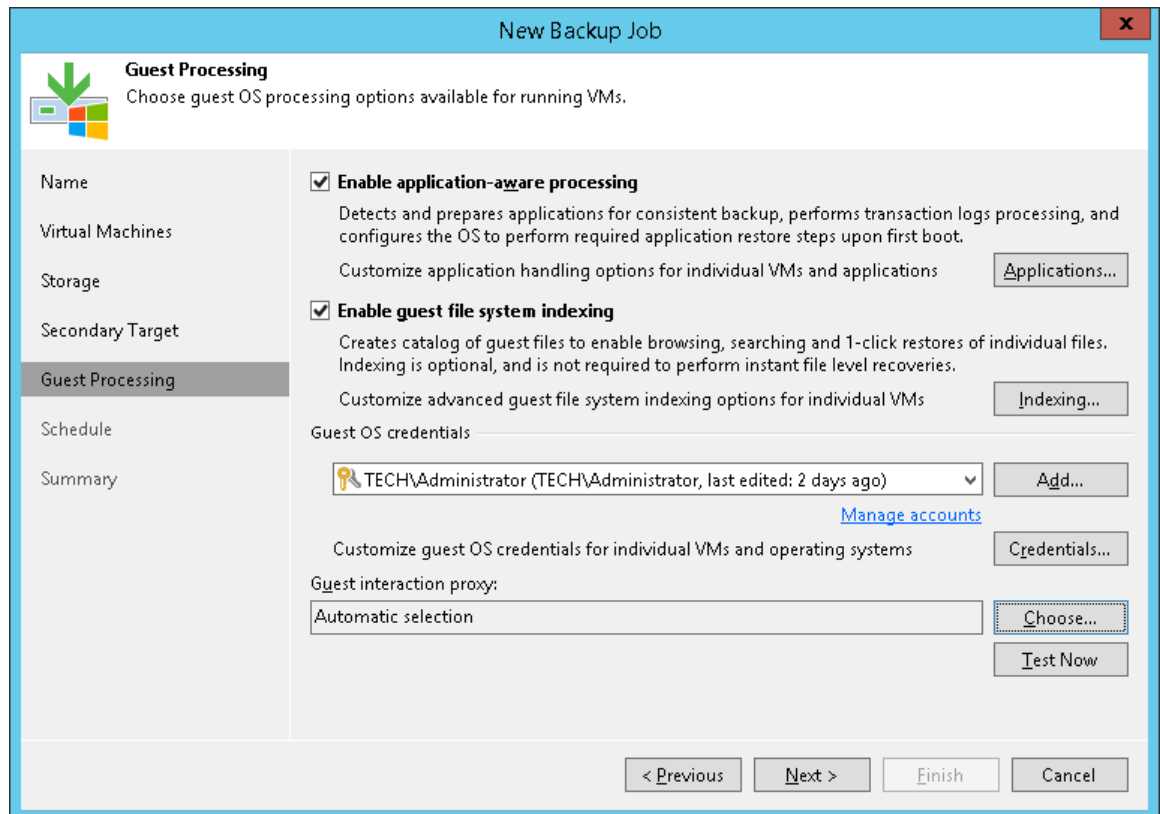 New Backup Job
x
Guest Processing
Choose guest OS processing options available for running VMs.
Name
Virtual Machines
Storage
Secondary Target
Guest Processing
Schedule
Summary
Enable application-aware processing
Detects and prepares applications for consistent backup, performs transaction logs processing, and
configures the OS to perform required application restore steps upon first boot.
Customize application handling options for individual VMs and applications
Applications...
Enable guest file system indexing
Creates catalog of guest files to enable browsing, searching and 1-click restores of individual files.
Indexing is optional, and is not required to perform instant file level recoveries.
Customize advanced guest file system indexing options for individual VMs
Indexing...
Guest OS credentials
TECH\Administrator (TECH\Administrator, last edited: 2 days ago)
Add...
Manage accounts
Customize guest OS credentials for individual VMs and operating systems
Credentials...
Guest interaction proxy:
Automatic selection
Choose...
Test Now
< Previous
Next >
Finish
Cancel